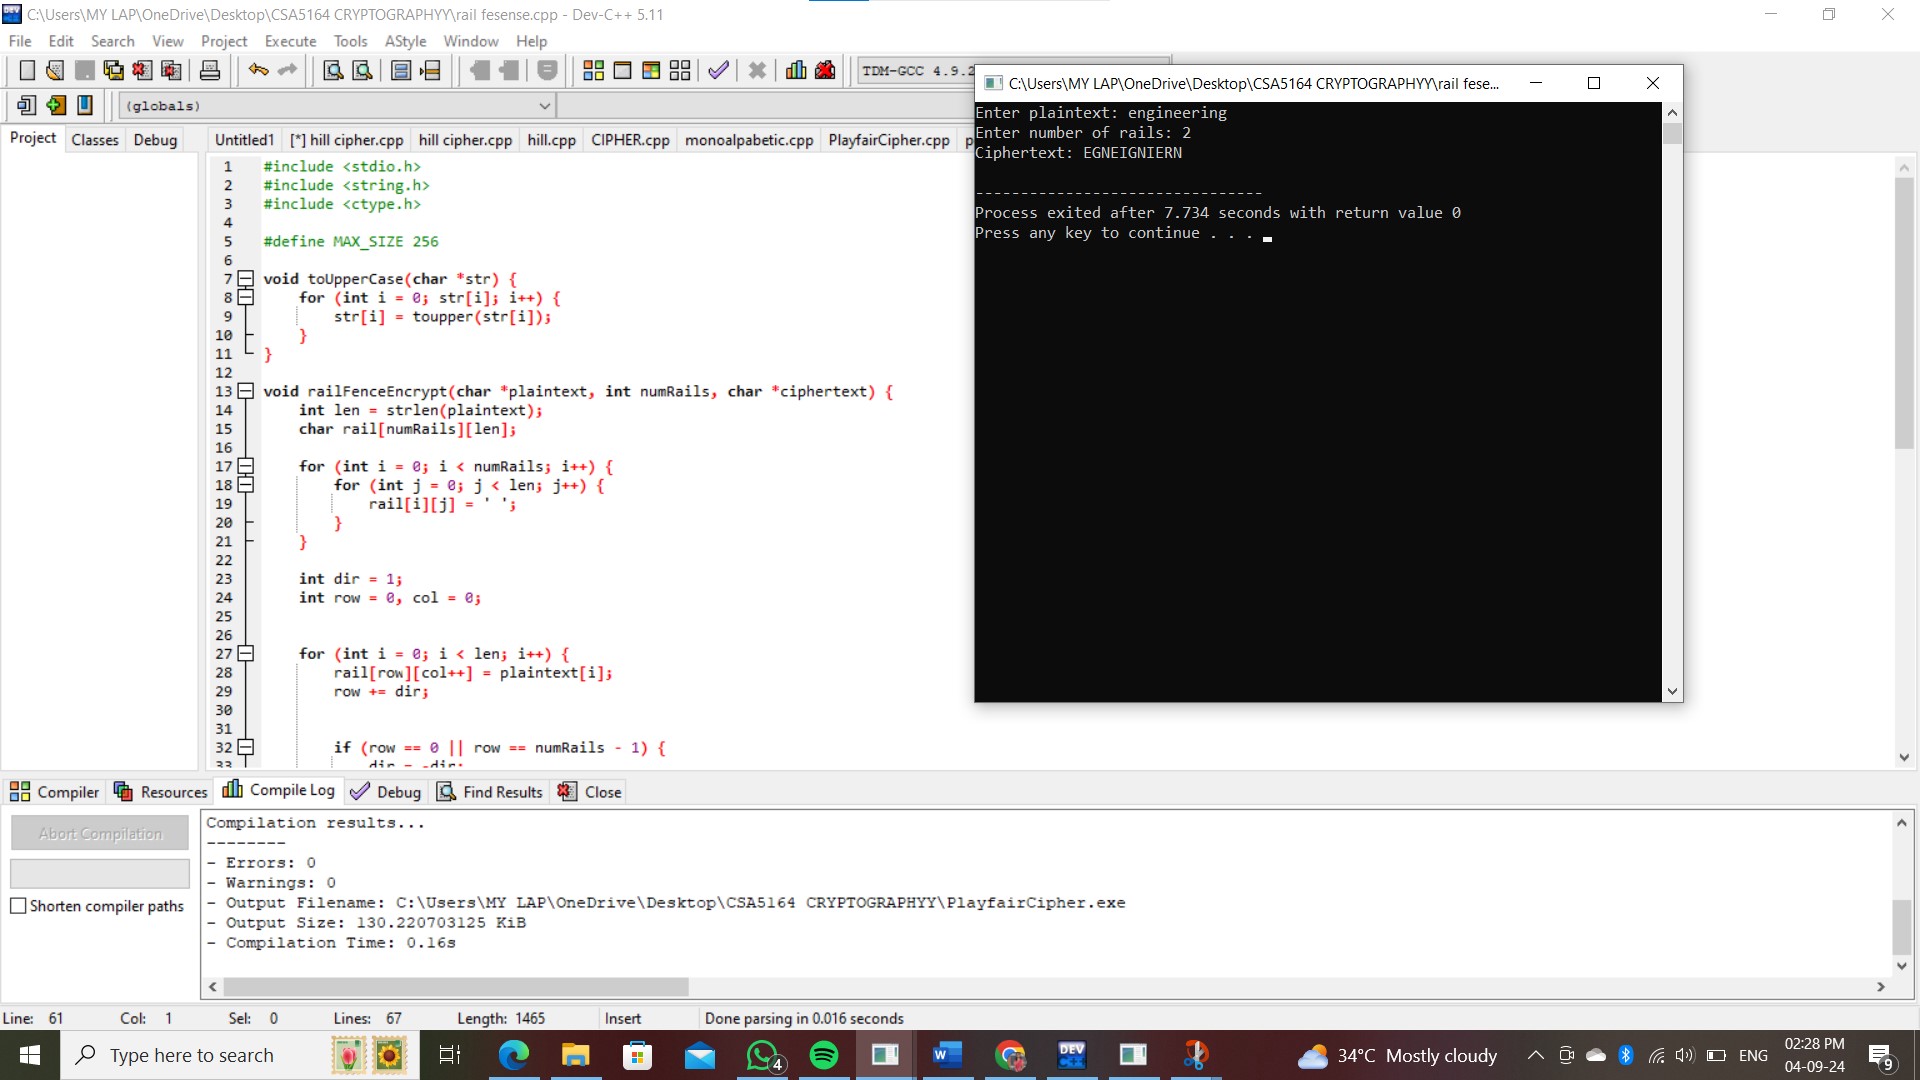 C:\Users\MY LAP\OneDrive\Desktop\CSA5164 CRYPTOGRAPHYY\rail fesense.cpp - Dev-C++ 5.11
File Edit Search View Project Execute Tools AStyle Window Help
TDM-GCC 4.9.2
(globals)
Project Classes Debug
Untitled1 [*] hill cipher.cpp hill cipher.cpp hill.cpp CIPHER.cpp monoalpabetic.cpp PlayfairCipher.cpp p
1 #include <stdio.h>
2 #include <string.h>
3 #include <ctype.h>
4
5 #define MAX_SIZE 256
6
7 void toUpperCase(char *str) {
8 for (int i = 0; str[i]; i++) {
9 str[i] = toupper(str[i]);
10 }
11 }
12
13 void railFenceEncrypt(char *plaintext, int numRails, char *ciphertext) {
14 int len = strlen(plaintext);
15 char rail[numRails][len];
16
17 for (int i = 0; i < numRails; i++) {
18 for (int j = 0; j < len; j++) {
19 rail[i][j] = ' ';
20 }
21 }
22
23 int dir = 1;
24 int row = 0, col = 0;
25
26
27 for (int i = 0; i < len; i++) {
28 rail[row][col++] = plaintext[i];
29 row += dir;
30
31
32 if (row == 0 || row == numRails - 1) {
33 dir = -dir;
C:\Users\MY LAP\OneDrive\Desktop\CSA5164 CRYPTOGRAPHYY\rail fese...
Enter plaintext: engineering
Enter number of rails: 2
Ciphertext: EGNEIGNIERN
--------------------------------
Process exited after 7.734 seconds with return value 0
Press any key to continue . . .
Compiler Resources Compile Log Debug Find Results Close
Abort Compilation
Shorten compiler paths
Compilation results...
--------
- Errors: 0
- Warnings: 0
- Output Filename: C:\Users\MY LAP\OneDrive\Desktop\CSA5164 CRYPTOGRAPHYY\PlayfairCipher.exe
- Output Size: 130.220703125 KiB
- Compilation Time: 0.16s
Line: 61 Col: 1 Sel: 0 Lines: 67 Length: 1465 Insert Done parsing in 0.016 seconds
Type here to search
4
W
DEV
34°C Mostly cloudy
ENG
02:28 PM
04-09-24
9